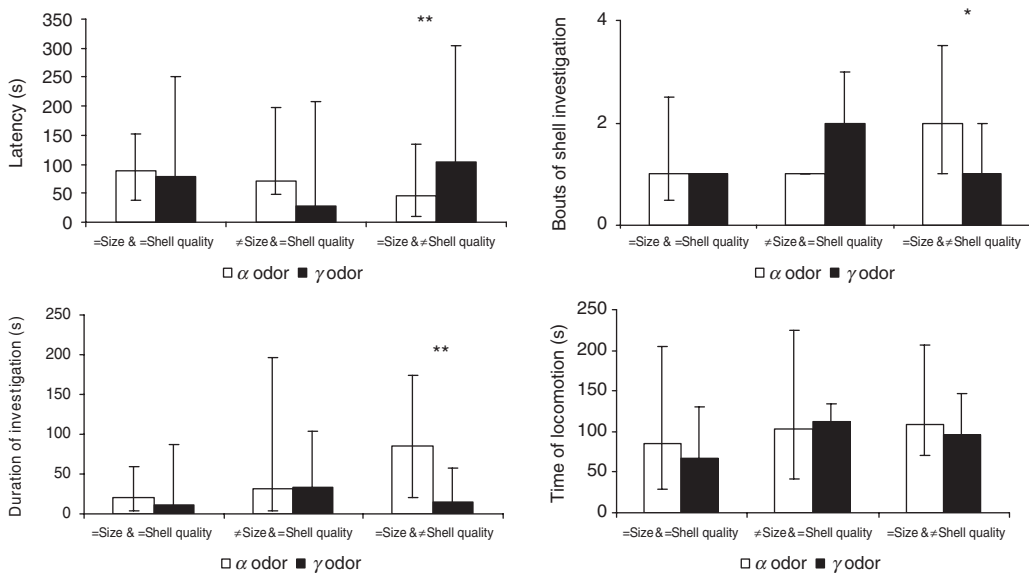 Latency (s)
350
300
250
200
150
100
50
0
**
=Size & =Shell quality ≠Size&=Shell quality =Size&≠Shell quality
α odor γ odor
Bouts of shell investigation
4
2
0
*
=Size & =Shell quality ≠Size&=Shell quality =Size&≠Shell quality
α odor γ odor
Duration of investigation (s)
250
200
150
100
50
0
**
=Size & =Shell quality ≠Size&=Shell quality =Size&≠Shell quality
α odor γ odor
Time of locomotion (s)
250
200
150
100
50
0
=Size&=Shell quality ≠Size&=Shell quality =Size&≠Shell quality
α odor γ odor